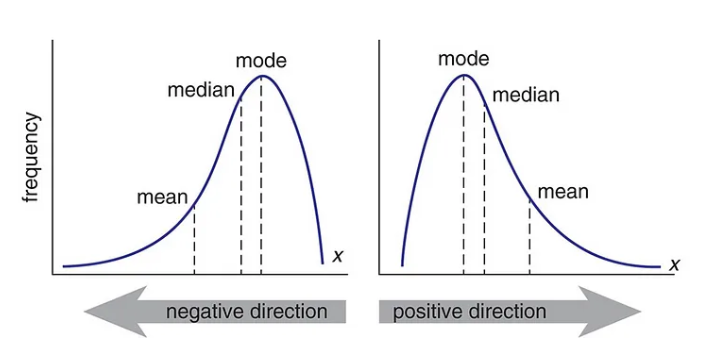 frequency
mode
median
mean
x
negative direction
mode
median
mean
x
positive direction